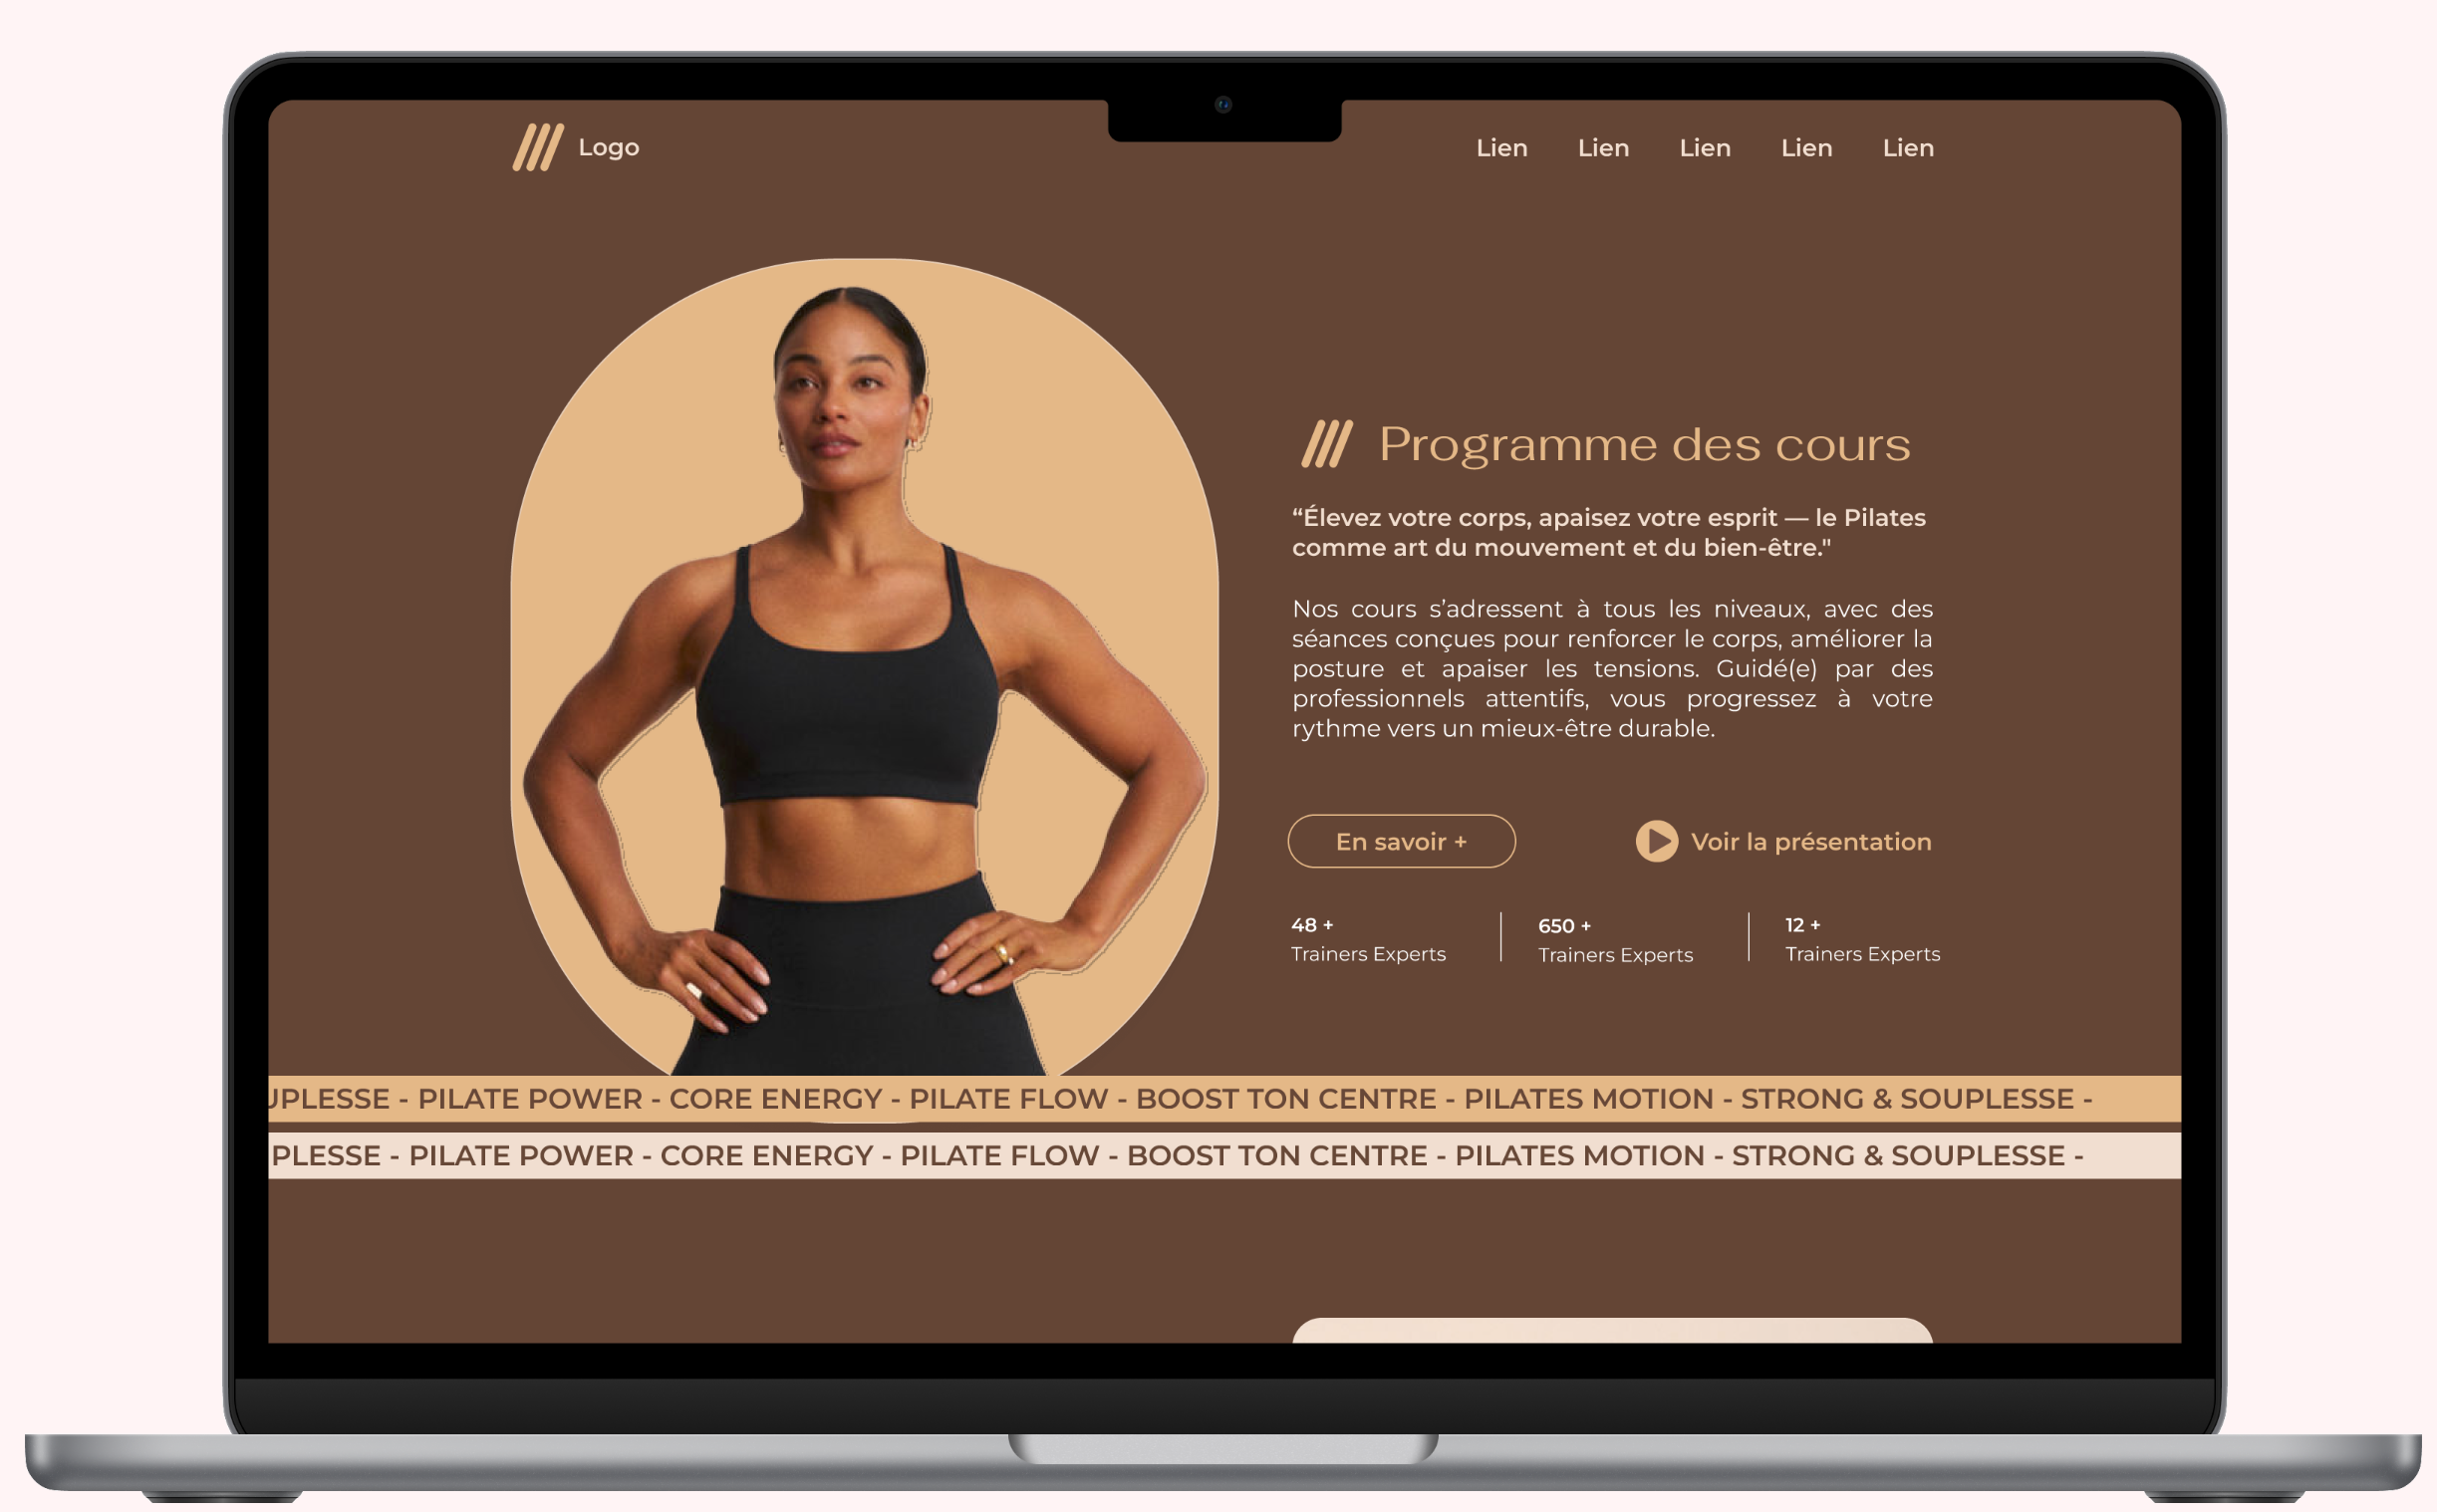 Logo
Lien Lien Lien Lien Lien
Programme des cours
“Élevez votre corps, apaisez votre esprit — le Pilates
comme art du mouvement et du bien-être."
Nos cours s’adressent à tous les niveaux, avec des
séances conçues pour renforcer le corps, améliorer la
posture et apaiser les tensions. Guidé(e) par des
professionnels attentifs, vous progressez à votre
rythme vers un mieux-être durable.
En savoir +
Voir la présentation
48 +
Trainers Experts
650 +
Trainers Experts
12 +
Trainers Experts
UPLESSE - PILATE POWER - CORE ENERGY - PILATE FLOW - BOOST TON CENTRE - PILATES MOTION - STRONG & SOUPLESSE -
PLESSE - PILATE POWER - CORE ENERGY - PILATE FLOW - BOOST TON CENTRE - PILATES MOTION - STRONG & SOUPLESSE -